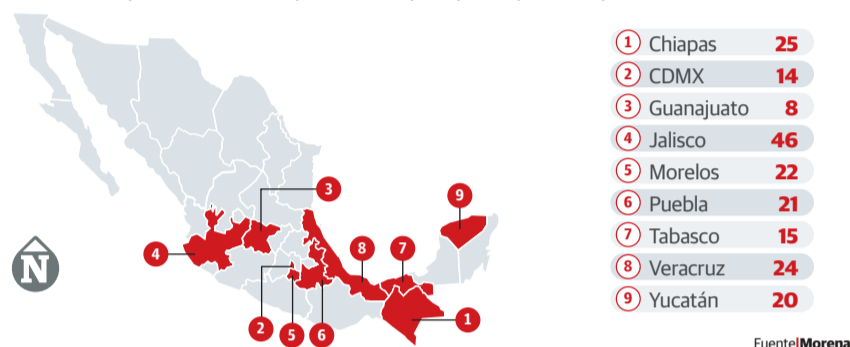 1 Chiapas 25
2 CDMX 14
3 Guanajuato 8
4 Jalisco 46
5 Morelos 22
6 Puebla 21
7 Tabasco 15
8 Veracruz 24
9 Yucatán 20
3
9
4
8
7
2
5
6
1
N
Fuente|Morena